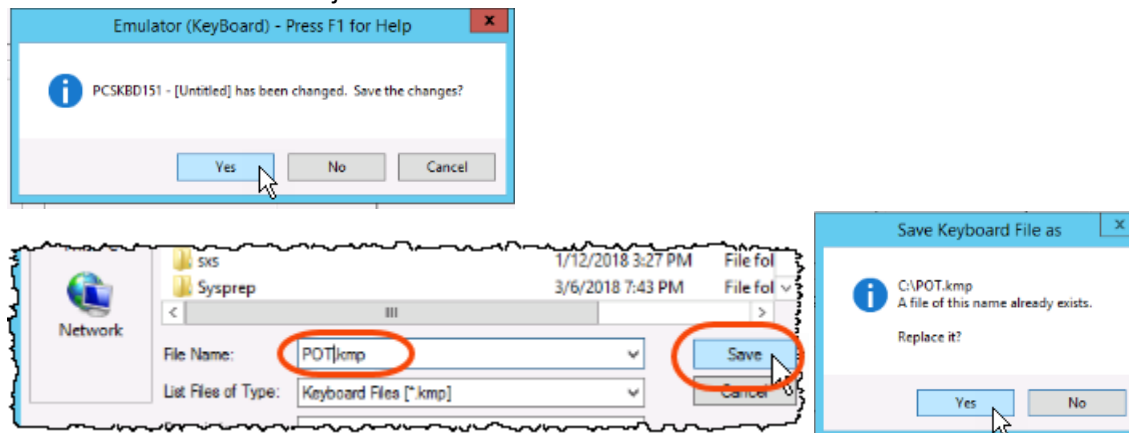 Emulator (KeyBoard) - Press F1 for Help
x
PCSKBD151 - [Untitled] has been changed. Save the changes?
Yes No Cancel
sxs 1/12/2018 3:27 PM File fol
Sysprep 3/6/2018 7:43 PM File fol
Network
File Name: POT.kmp Save
List Files of Type: Keyboard Files [*.kmp] Cancel
Save Keyboard File as
x
C:\POT.kmp
A file of this name already exists.
Replace it?
Yes No